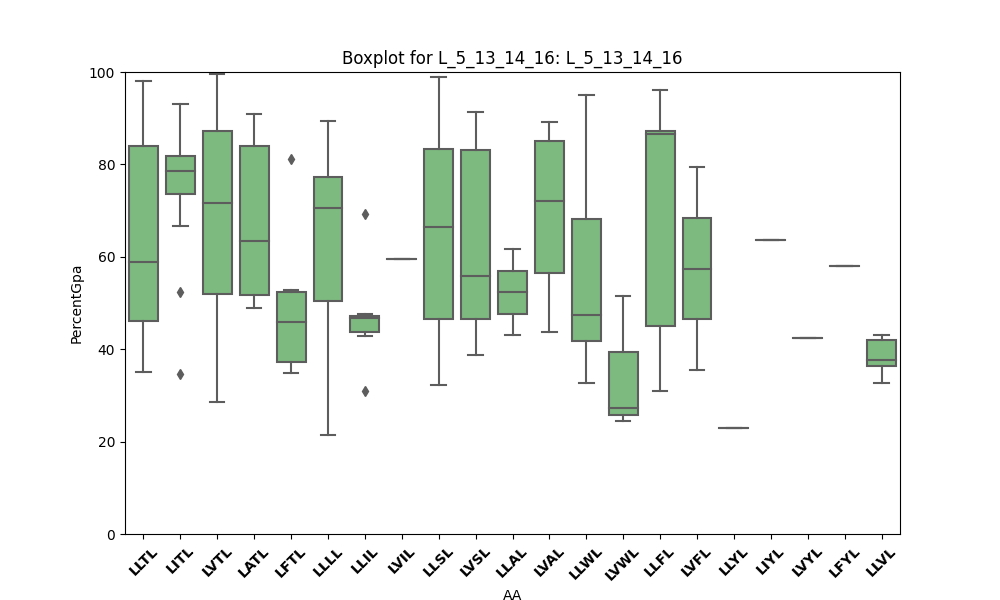 Boxplot for L_5_13_14_16: L_5_13_14_16
100
80
60
40
20
0
PercentGpa
LLTL LITL LVTL LATL LFTL LLLL LLIL LVIL LLSL LVSL LLAL LVAL LLWL LVWL LLFL LVFL LLYL LIYL LVYL LFYL LLVL
AA